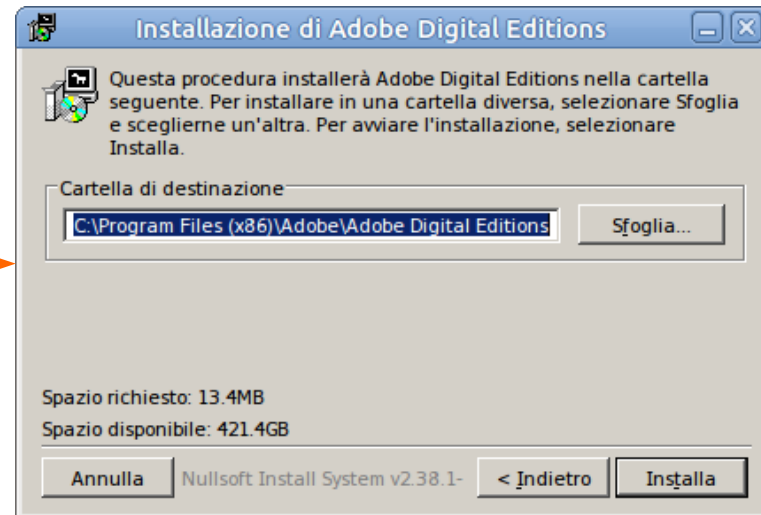 Installazione di Adobe Digital Editions
Questa procedura installerà Adobe Digital Editions nella cartella
seguente. Per installare in una cartella diversa, selezionare Sfoglia
e sceglierne un'altra. Per avviare l'installazione, selezionare
Installa.
Cartella di destinazione
C:\Program Files (x86)\Adobe\Adobe Digital Editions
Sfoglia...
Spazio richiesto: 13.4MB
Spazio disponibile: 421.4GB
Annulla
Nullsoft Install System v2.38.1-
< Indietro
Installa